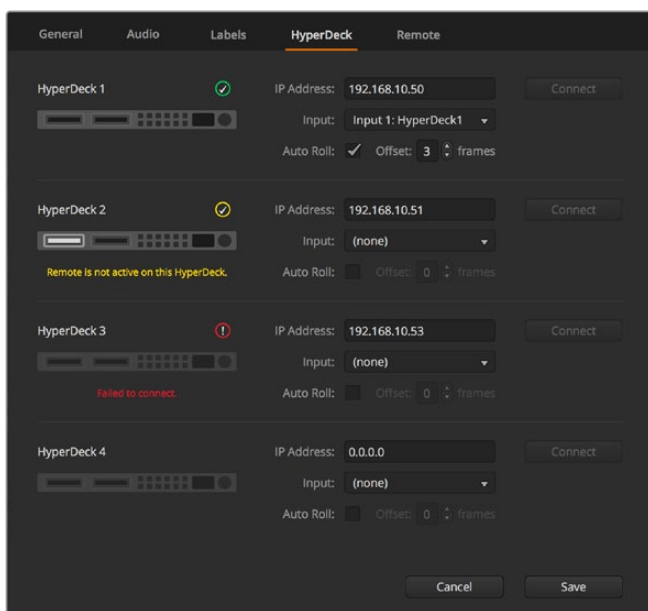 General Audio Labels HyperDeck Remote
HyperDeck 1 IP Address: 192.168.10.50 Connect
Input: Input 1: HyperDeck1
Auto Roll: Offset: 3 frames
HyperDeck 2 IP Address: 192.168.10.51 Connect
Input: (none)
Remote is not active on this HyperDeck. Auto Roll: Offset: 0 frames
HyperDeck 3 IP Address: 192.168.10.53 Connect
Input: (none)
Failed to connect. Auto Roll: Offset: 0 frames
HyperDeck 4 IP Address: 0.0.0.0 Connect
Input: (none)
Auto Roll: Offset: 0 frames
Cancel Save